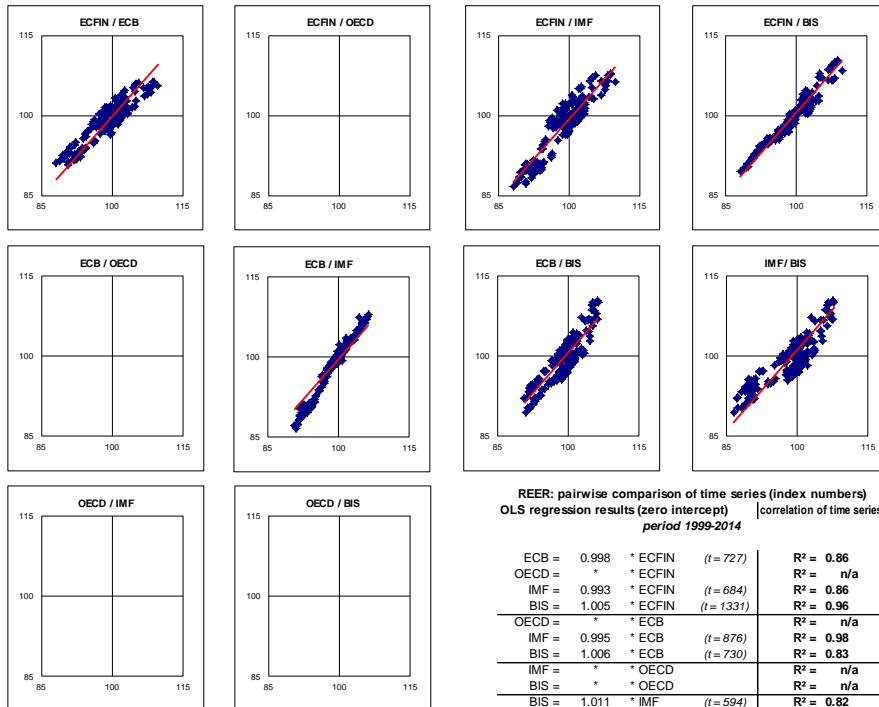 ECFIN / ECB
115
100
85
85 100 115
ECFIN / OECD
115
100
85
85 100 115
ECFIN / IMF
115
100
85
85 100 115
ECFIN / BIS
115
100
85
85 100 115
ECB / OECD
115
100
85
85 100 115
ECB / IMF
115
100
85
85 100 115
ECB / BIS
115
100
85
85 100 115
IMF / BIS
115
100
85
85 100 115
OECD / IMF
115
100
85
85 100 115
OECD / BIS
115
100
85
85 100 115
REER: pairwise comparison of time series (index numbers)
OLS regression results (zero intercept) correlation of time series
period 1999-2014
ECB = 0.998 * ECFIN (t = 727) R² = 0.86
OECD = * * ECFIN R² = n/a
IMF = 0.993 * ECFIN (t = 684) R² = 0.86
BIS = 1.005 * ECFIN (t = 1331) R² = 0.96
OECD = * * ECB R² = n/a
IMF = 0.995 * ECB (t = 876) R² = 0.98
BIS = 1.006 * ECB (t = 730) R² = 0.83
IMF = * * OECD R² = n/a
BIS = * * OECD R² = n/a
BIS = 1.011 * IMF (t = 594) R² = 0.82